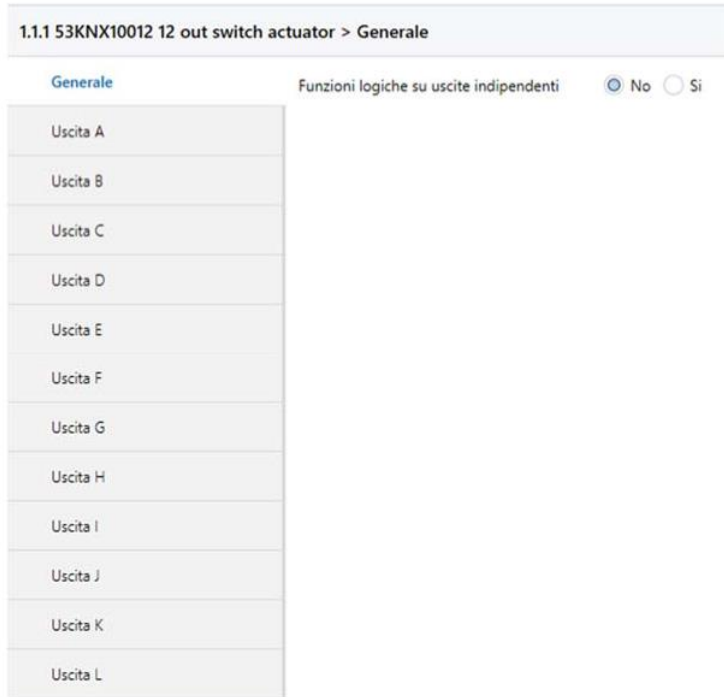 1.1.1 53KNX10012 12 out switch actuator > Generale
Generale
Funzioni logiche su uscite indipendenti No Si
Uscita A
Uscita B
Uscita C
Uscita D
Uscita E
Uscita F
Uscita G
Uscita H
Uscita I
Uscita J
Uscita K
Uscita L